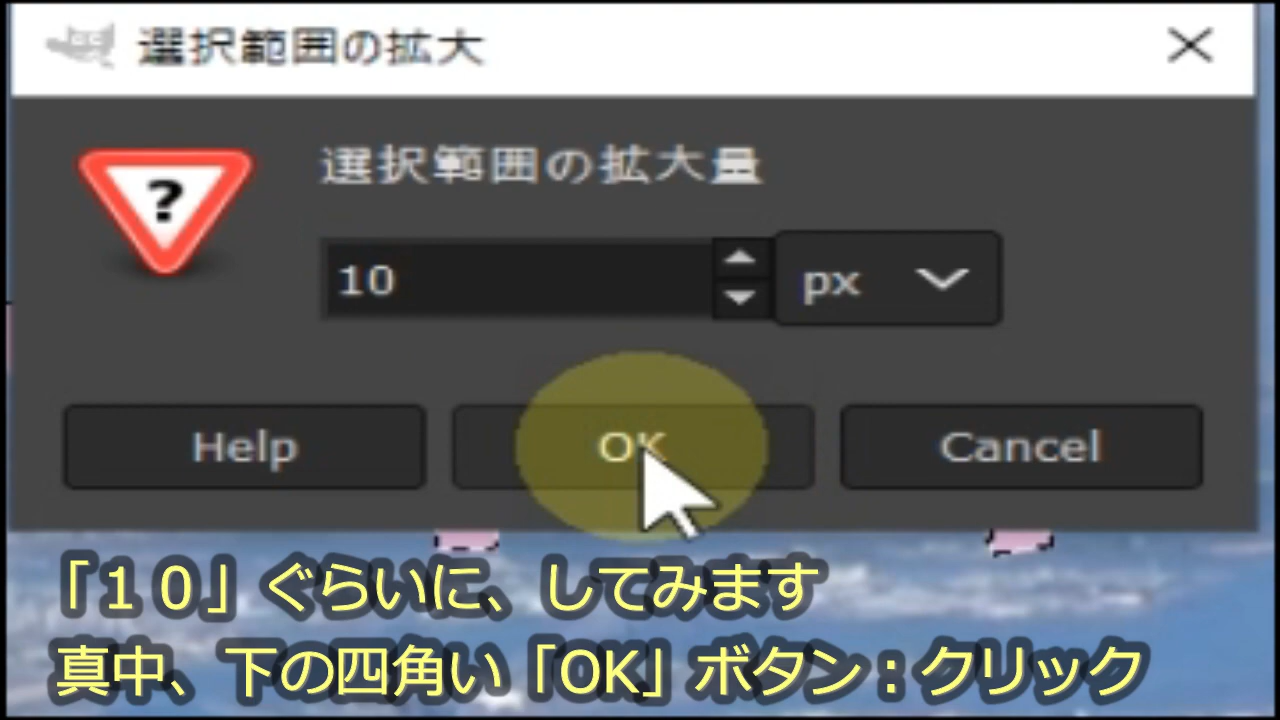 選択範囲の拡大
選択範囲の拡大量
10 px
Help OK Cancel
「１０」ぐらいに、してみます
真中、下の四角い「OK」ボタン：クリック